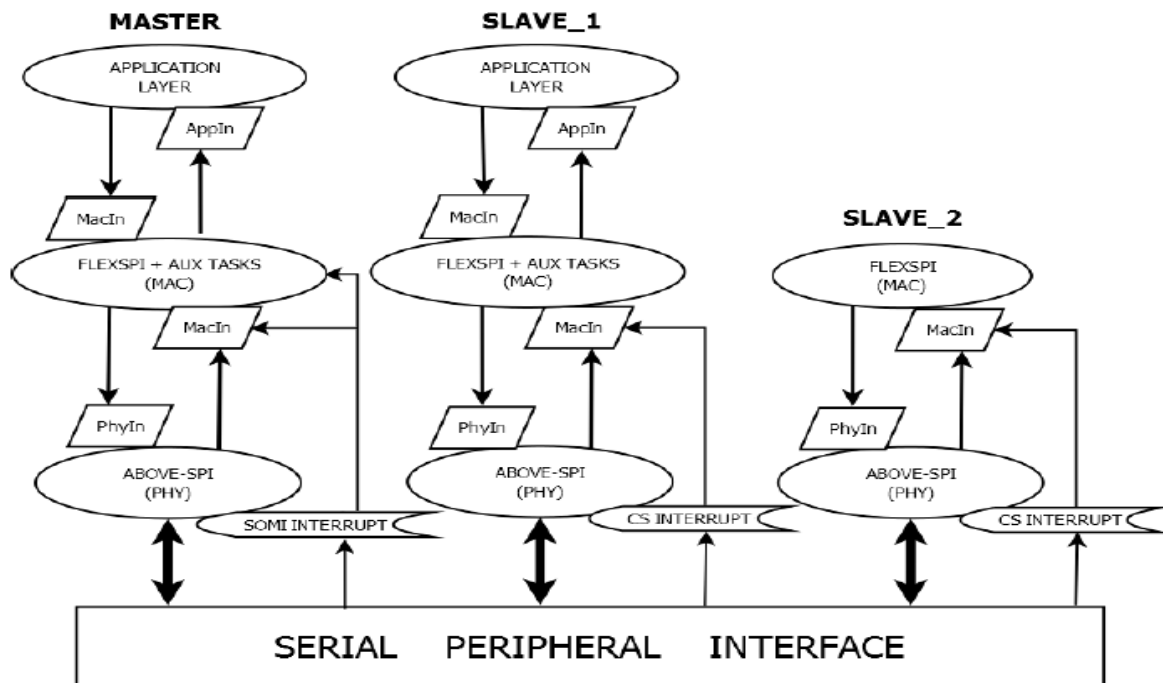 MASTER
SLAVE_1
APPLICATION
LAYER
APPLICATION
LAYER
AppIn
AppIn
MacIn
MacIn
SLAVE_2
FLEXSPI + AUX TASKS
(MAC)
FLEXSPI + AUX TASKS
(MAC)
FLEXSPI
(MAC)
MacIn
MacIn
MacIn
PhyIn
PhyIn
PhyIn
ABOVE-SPI
(PHY)
ABOVE-SPI
(PHY)
ABOVE-SPI
(PHY)
SOMI INTERRUPT
CS INTERRUPT
CS INTERRUPT
SERIAL PERIPHERAL INTERFACE